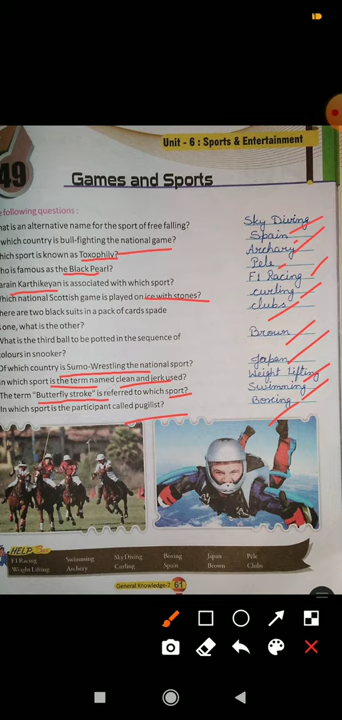 Unit - 6 : Sports & Entertainment
49
Games and Sports
following questions :
hat is an alternative name for the sport of free falling? Sky Diving
which country is bull-fighting the national game? Spain
hich sport is known as Toxophily? Archary
ho is famous as the Black Pearl? Pele
arain Karthikeyan is associated with which sport? F1 Racing
hich national Scottish game is played on ice with stones? curling
here are two black suits in a pack of cards spade clubs
one, what is the other?
What is the third ball to be potted in the sequence of Brown
olours in snooker?
Of which country is Sumo-Wrestling the national sport? Japan
n which sport is the term named clean and jerk used? Weight lifting
The term "Butterfly stroke" is referred to which sport? Swimming
In which sport is the participant called pugilist? Boxing
HELP
F1 Racing Swimming Sky Diving Boxing Japan Pele
Weight Lifting Archery Curling Spain Brown Clubs
General Knowledge-7 61